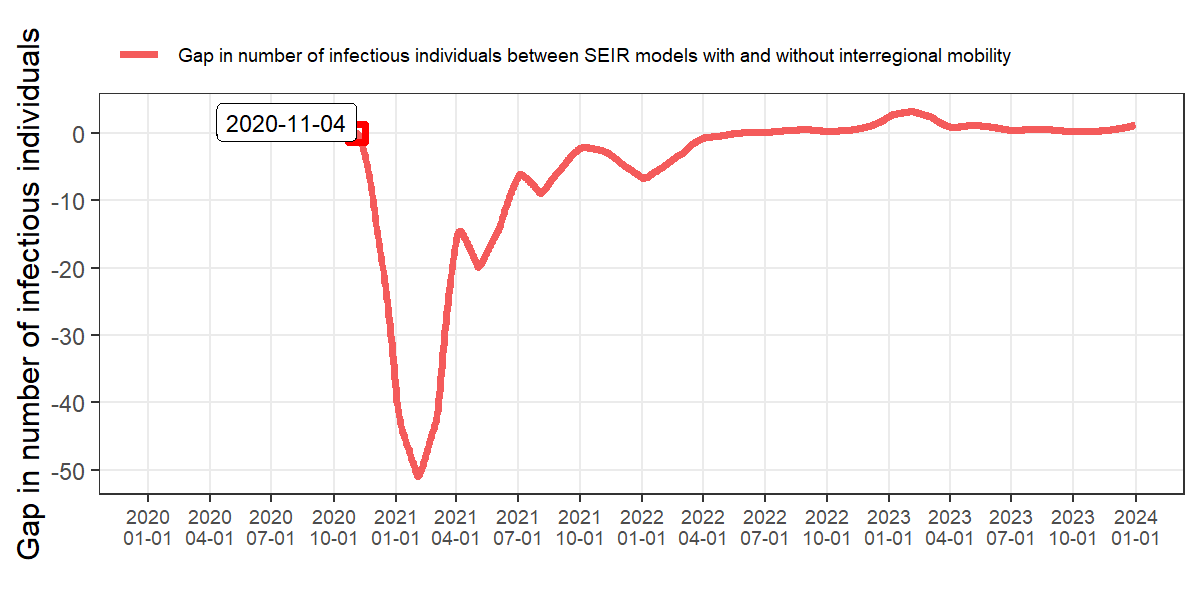 Gap in number of infectious individuals between SEIR models with and without interregional mobility
Gap in number of infectious individuals
2020-11-04
0
-10
-20
-30
-40
-50
2020 2020 2020 2020 2021 2021 2021 2021 2022 2022 2022 2022 2023 2023 2023 2023 2024
01-01 04-01 07-01 10-01 01-01 04-01 07-01 10-01 01-01 04-01 07-01 10-01 01-01 04-01 07-01 10-01 01-01